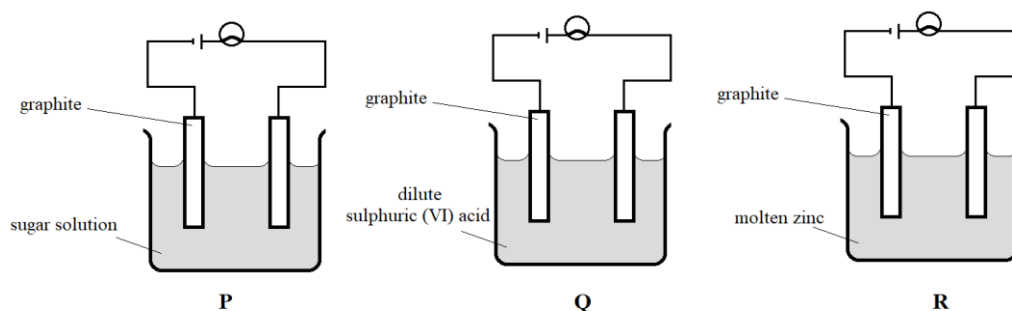 graphite
sugar solution
P
graphite
dilute
sulphuric (VI) acid
Q
graphite
molten zinc
R